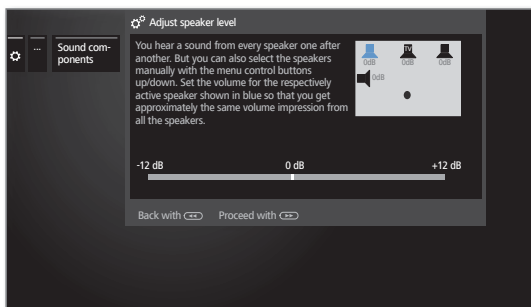 Adjust speaker level
...
Sound com-
ponents
You hear a sound from every speaker one after
another. But you can also select the speakers
manually with the menu control buttons
up/down. Set the volume for the respectively
active speaker shown in blue so that you get
approximately the same volume impression from
all the speakers.
TV
0dB 0dB 0dB
0dB
-12 dB 0 dB +12 dB
Back with Proceed with